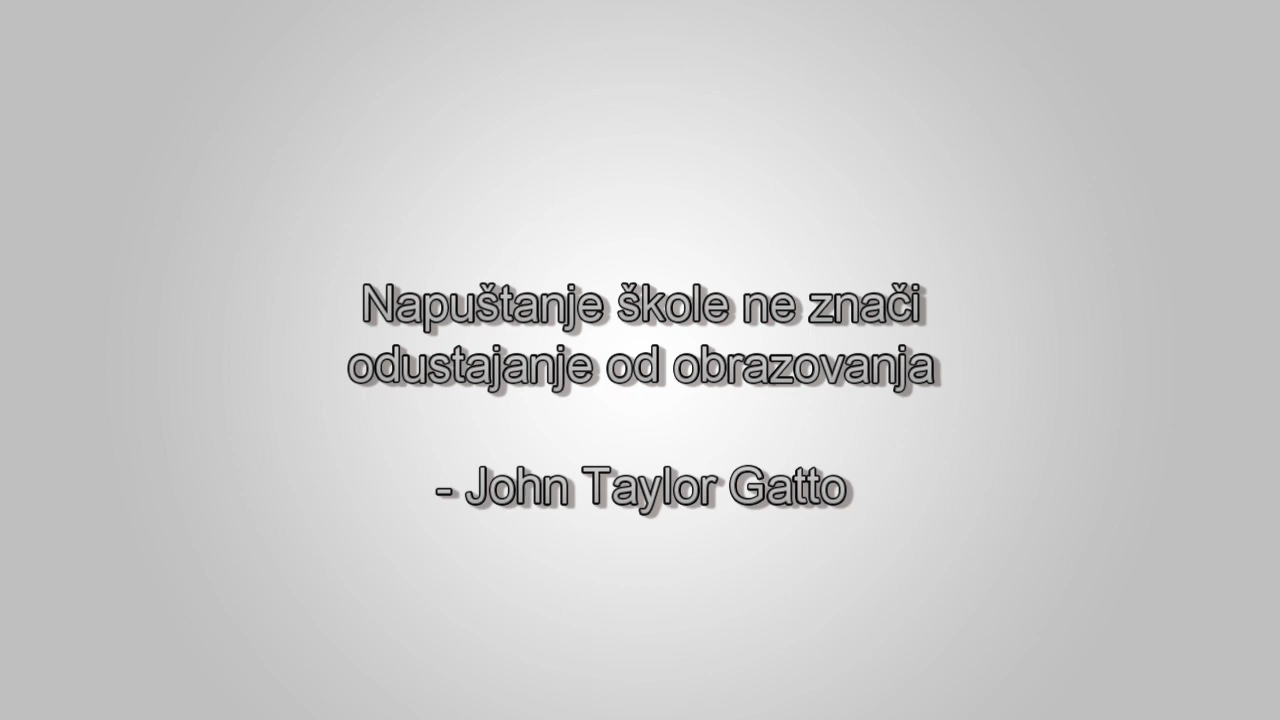 Napuštanje škole ne znači
odustajanje od obrazovanja
- John Taylor Gatto